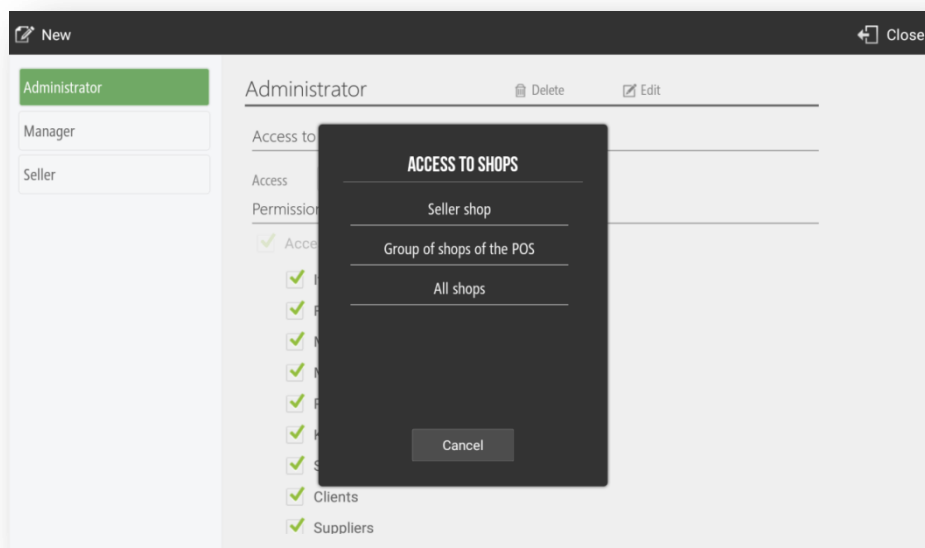 New
Close
Administrator
Manager
Seller
Administrator
Delete
Edit
Access to
Access
ACCESS TO SHOPS
Seller shop
Group of shops of the POS
All shops
Cancel
Clients
Suppliers